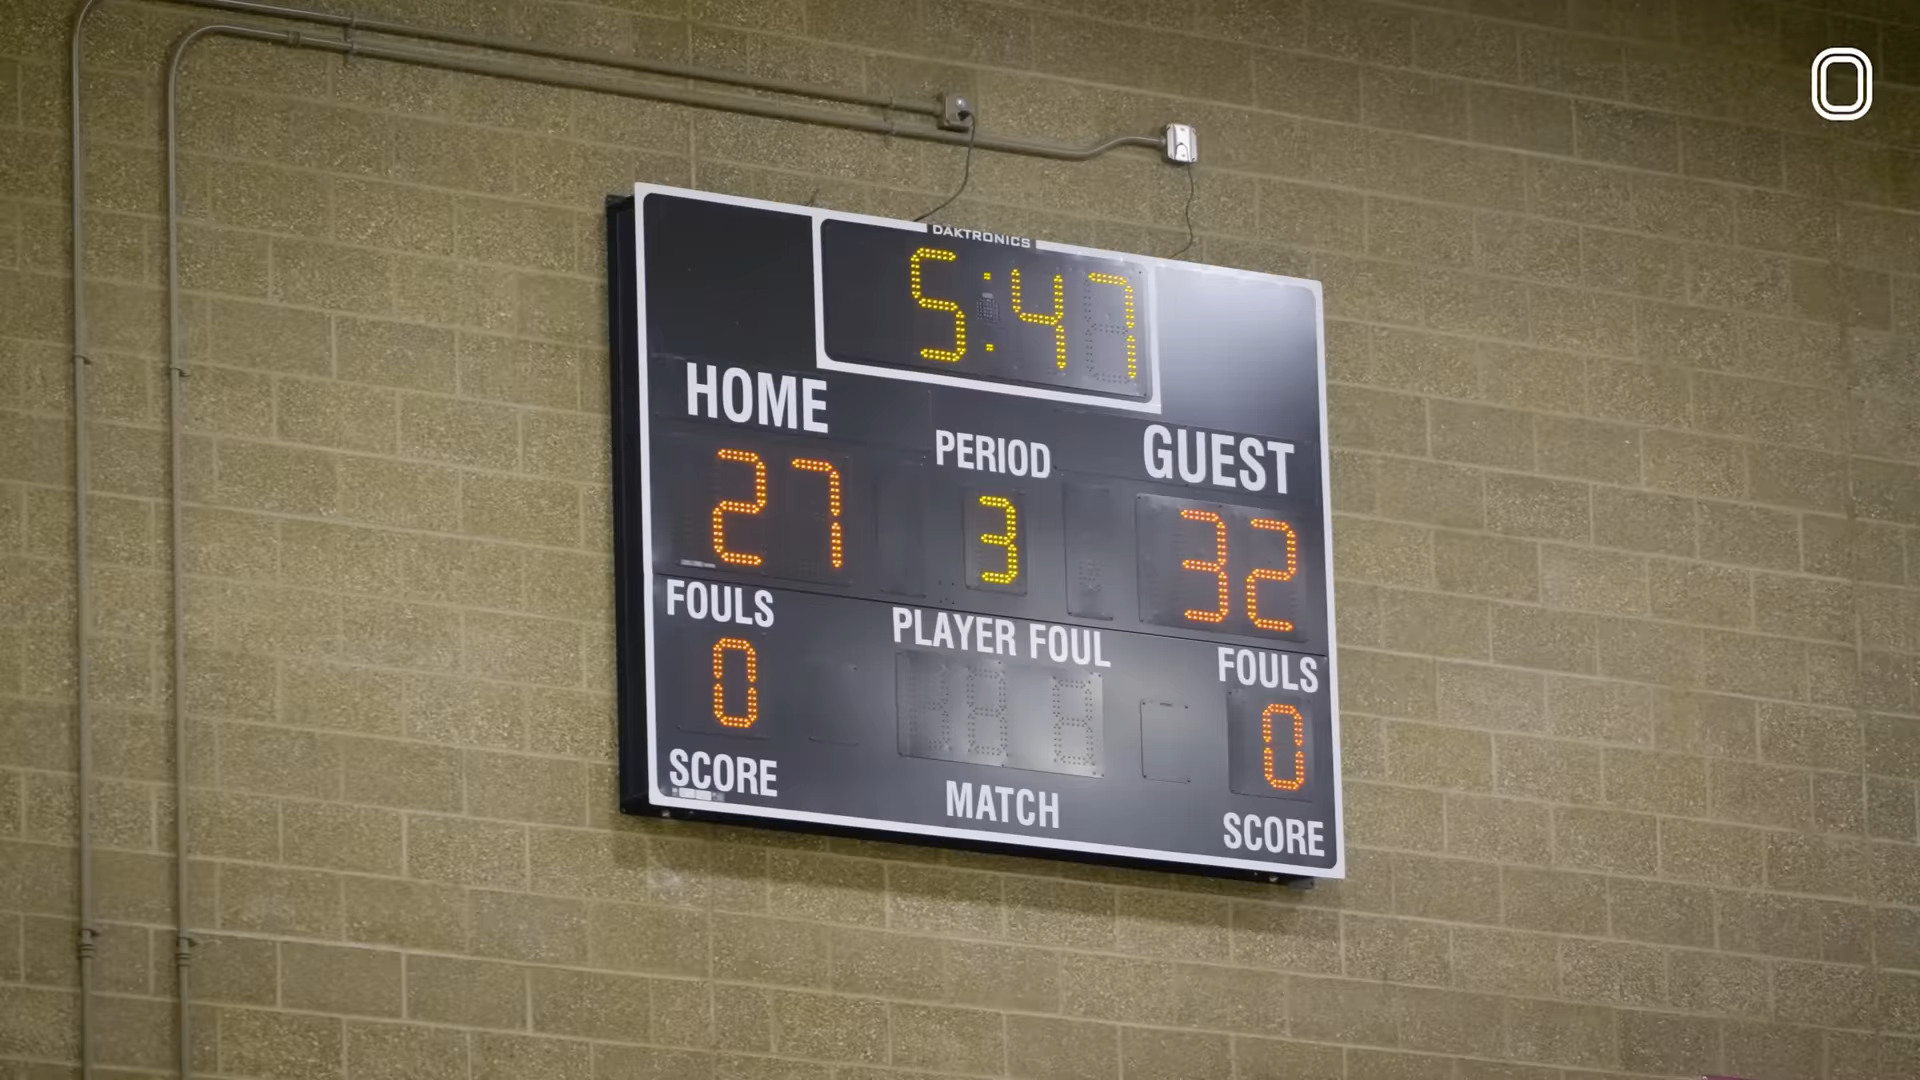 DAKTRONICS
5:47
HOME
PERIOD
GUEST
27
3
32
FOULS
PLAYER FOUL
FOULS
0
0
SCORE
MATCH
SCORE